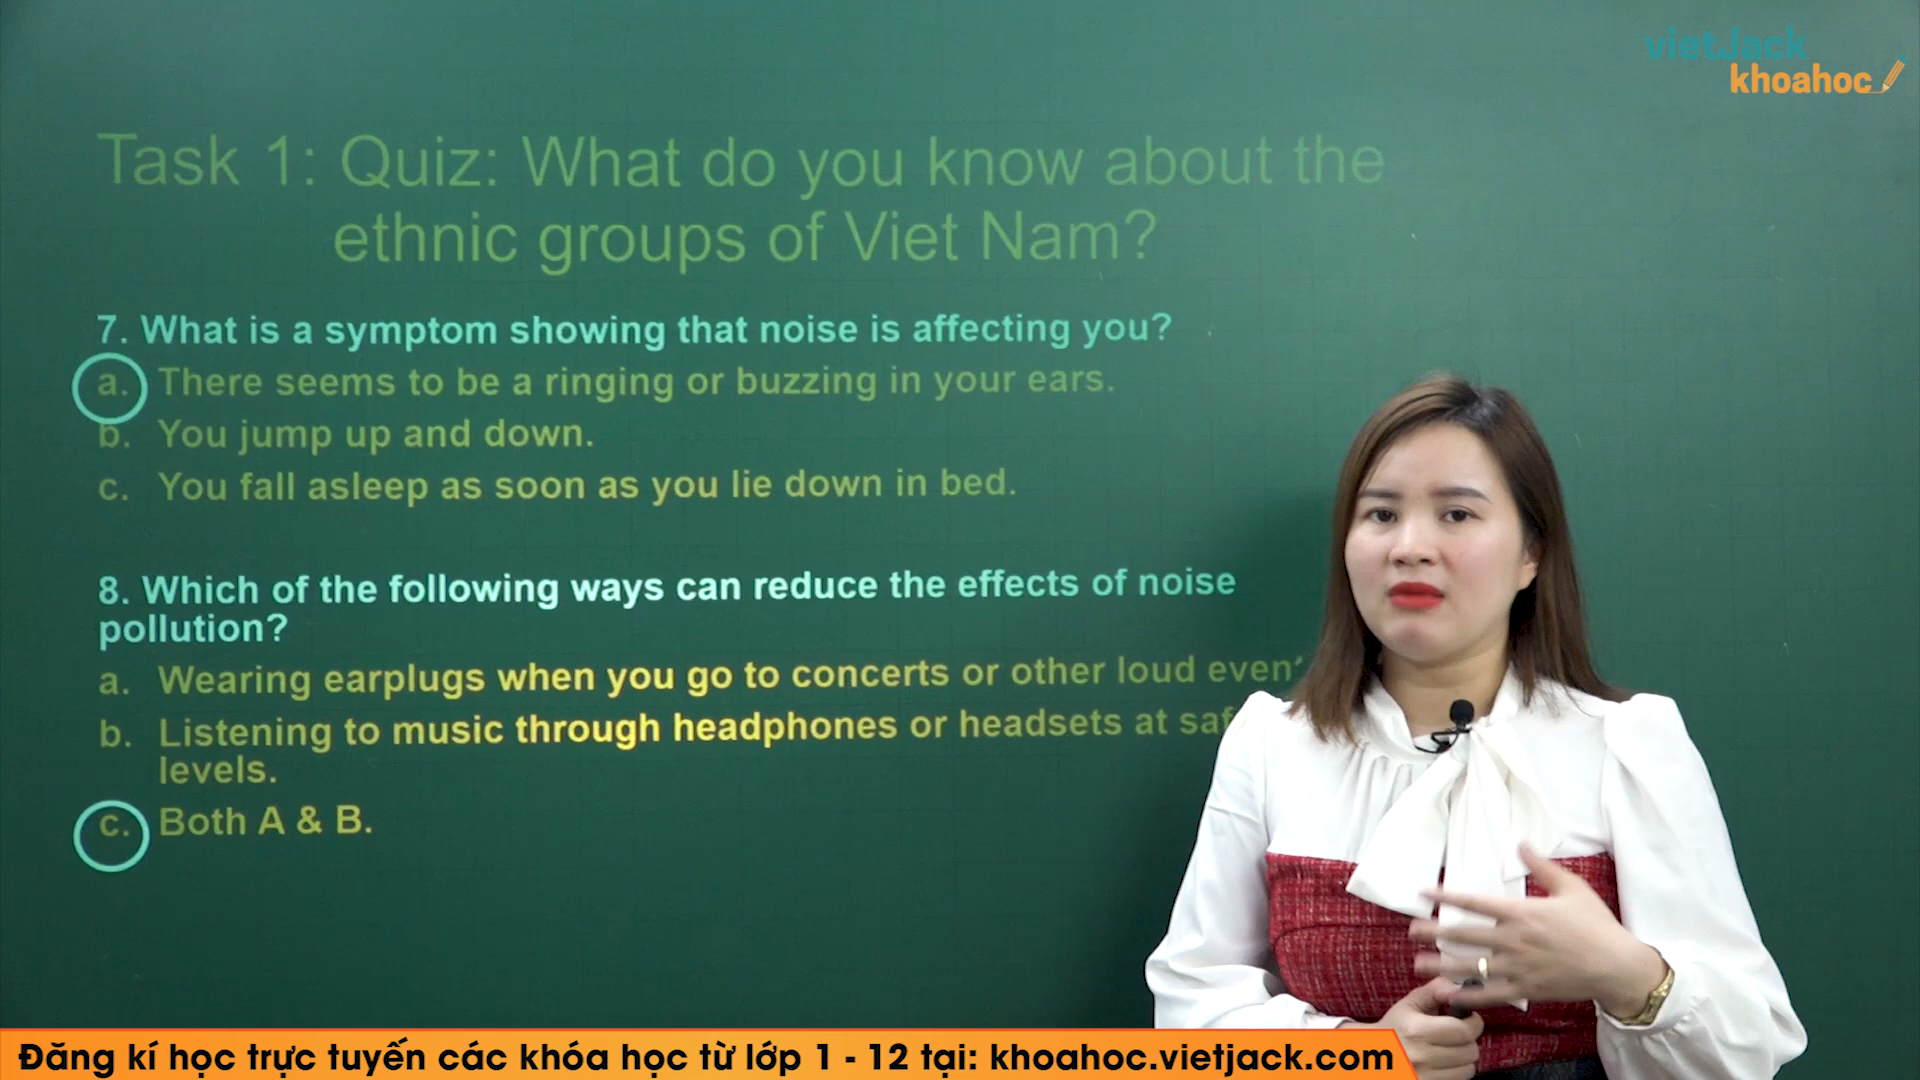 vietJack
khoahoc
Task 1: Quiz: What do you know about the
ethnic groups of Viet Nam?
7. What is a symptom showing that noise is affecting you?
a. There seems to be a ringing or buzzing in your ears.
b. You jump up and down.
c. You fall asleep as soon as you lie down in bed.
8. Which of the following ways can reduce the effects of noise
pollution?
a. Wearing earplugs when you go to concerts or other loud
b. Listening to music through headphones or headsets at
levels.
c. Both A & B.
Đăng kí học trực tuyến các khóa học từ lớp 1 - 12 tại: khoahoc.vietjack.com